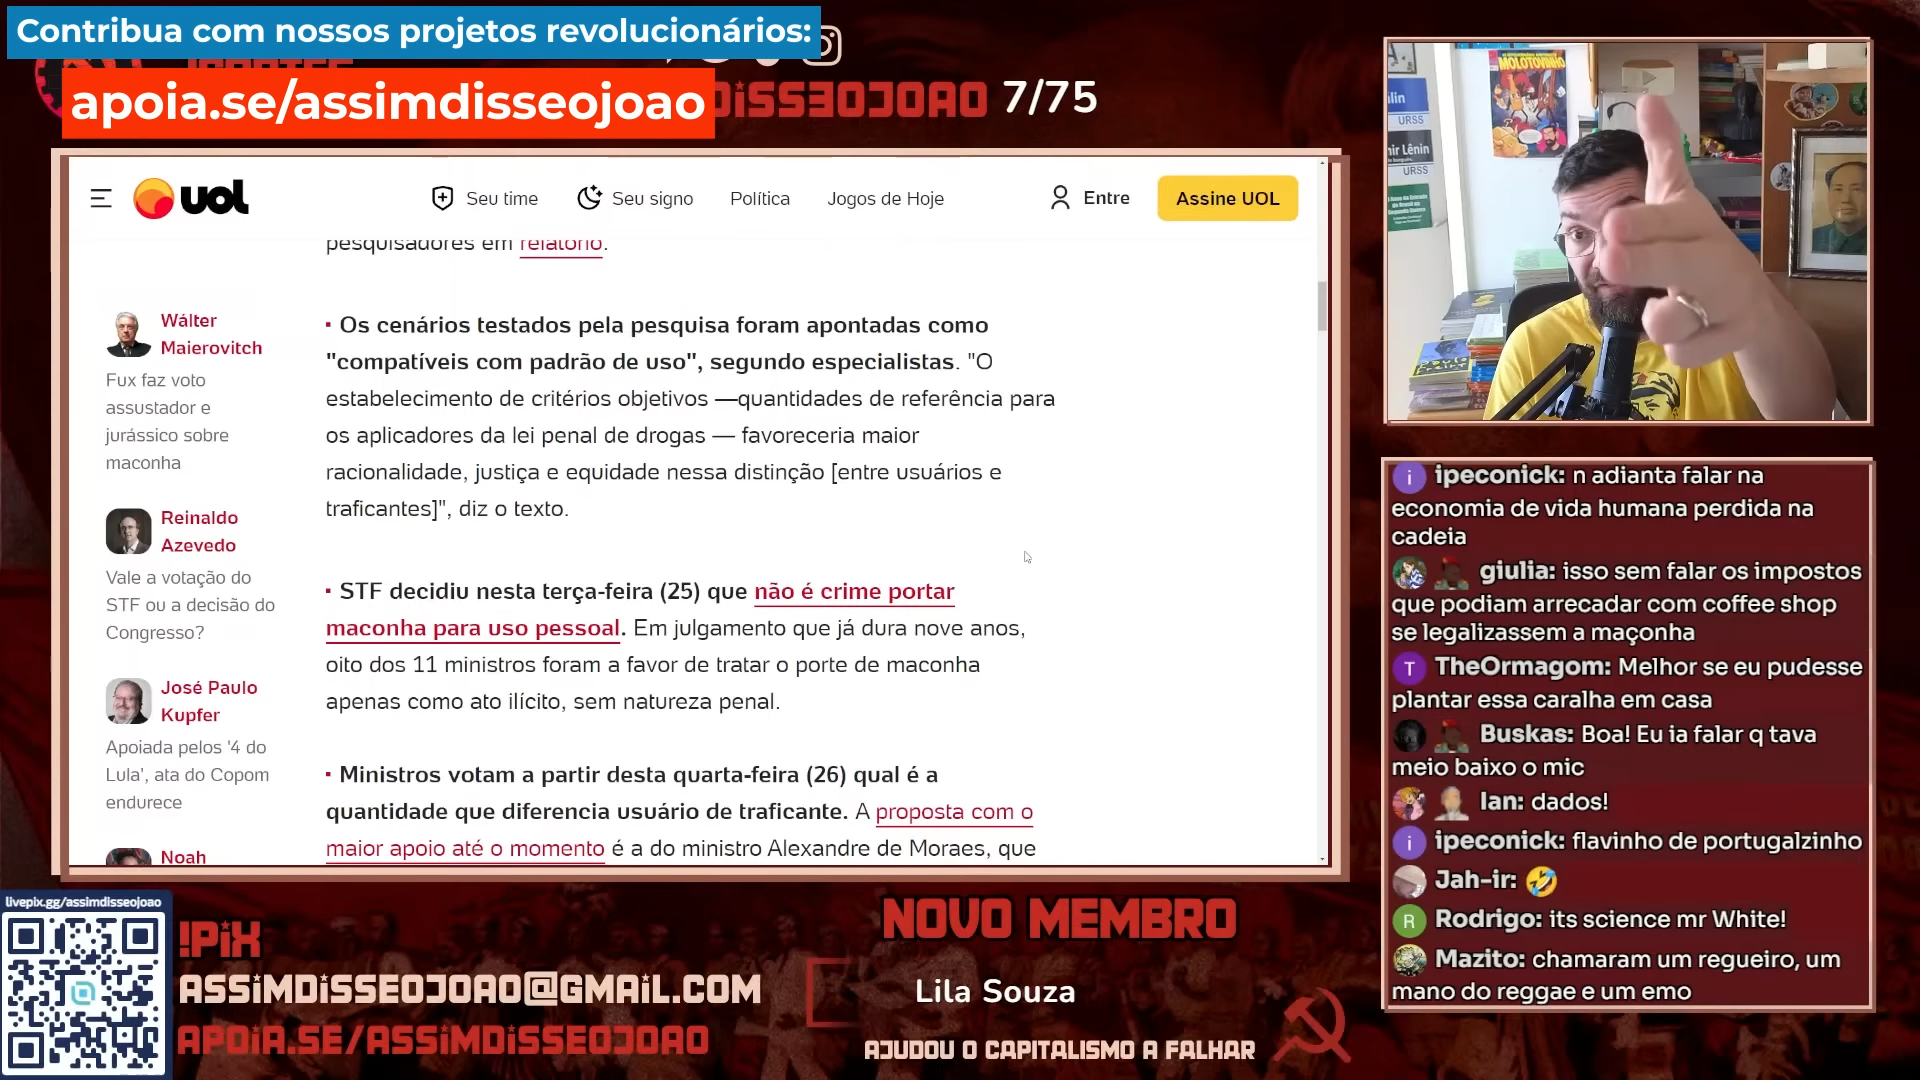 Contribua com nossos projetos revolucionários:
apoia.se/assimdisseojoao
DISSEOJOAO 7/75
UOL
Seu time
Seu signo
Política
Jogos de Hoje
Entre
Assine UOL
pesquisadores em relatório.
Wálter
Maierovitch
Fux faz voto
assustador e
jurássico sobre
maconha
Reinaldo
Azevedo
Vale a votação do
STF ou a decisão do
Congresso?
José Paulo
Kupfer
Apoiada pelos '4 do
Lula', ata do Copom
endurece
Noah
· Os cenários testados pela pesquisa foram apontadas como
"compatíveis com padrão de uso", segundo especialistas. "O
estabelecimento de critérios objetivos —quantidades de referência para
os aplicadores da lei penal de drogas — favoreceria maior
racionalidade, justiça e equidade nessa distinção [entre usuários e
traficantes]", diz o texto.
· STF decidiu nesta terça-feira (25) que não é crime portar
maconha para uso pessoal. Em julgamento que já dura nove anos,
oito dos 11 ministros foram a favor de tratar o porte de maconha
apenas como ato ilícito, sem natureza penal.
· Ministros votam a partir desta quarta-feira (26) qual é a
quantidade que diferencia usuário de traficante. A proposta com o
maior apoio até o momento é a do ministro Alexandre de Moraes, que
MOLOTOVINHO
URSS
URSS
i ipeconick: n adianta falar na
economia de vida humana perdida na
cadeia
giulia: isso sem falar os impostos
que podiam arrecadar com coffee shop
se legalizassem a maçonha
T TheOrmagom: Melhor se eu pudesse
plantar essa caralha em casa
Buskas: Boa! Eu ia falar q tava
meio baixo o mic
Ian: dados!
i ipeconick: flavinho de portugalzinho
Jah-ir: 🤣
R Rodrigo: its science mr White!
Mazito: chamaram um regueiro, um
mano do reggae e um emo
livepix.gg/assimdisseojoao
!PIX
ASSIMDISSEOJOAO@GMAIL.COM
APOIA.SE/ASSIMDISSEOJOAO
NOVO MEMBRO
Lila Souza
AJUDOU O CAPITALISMO A FALHAR